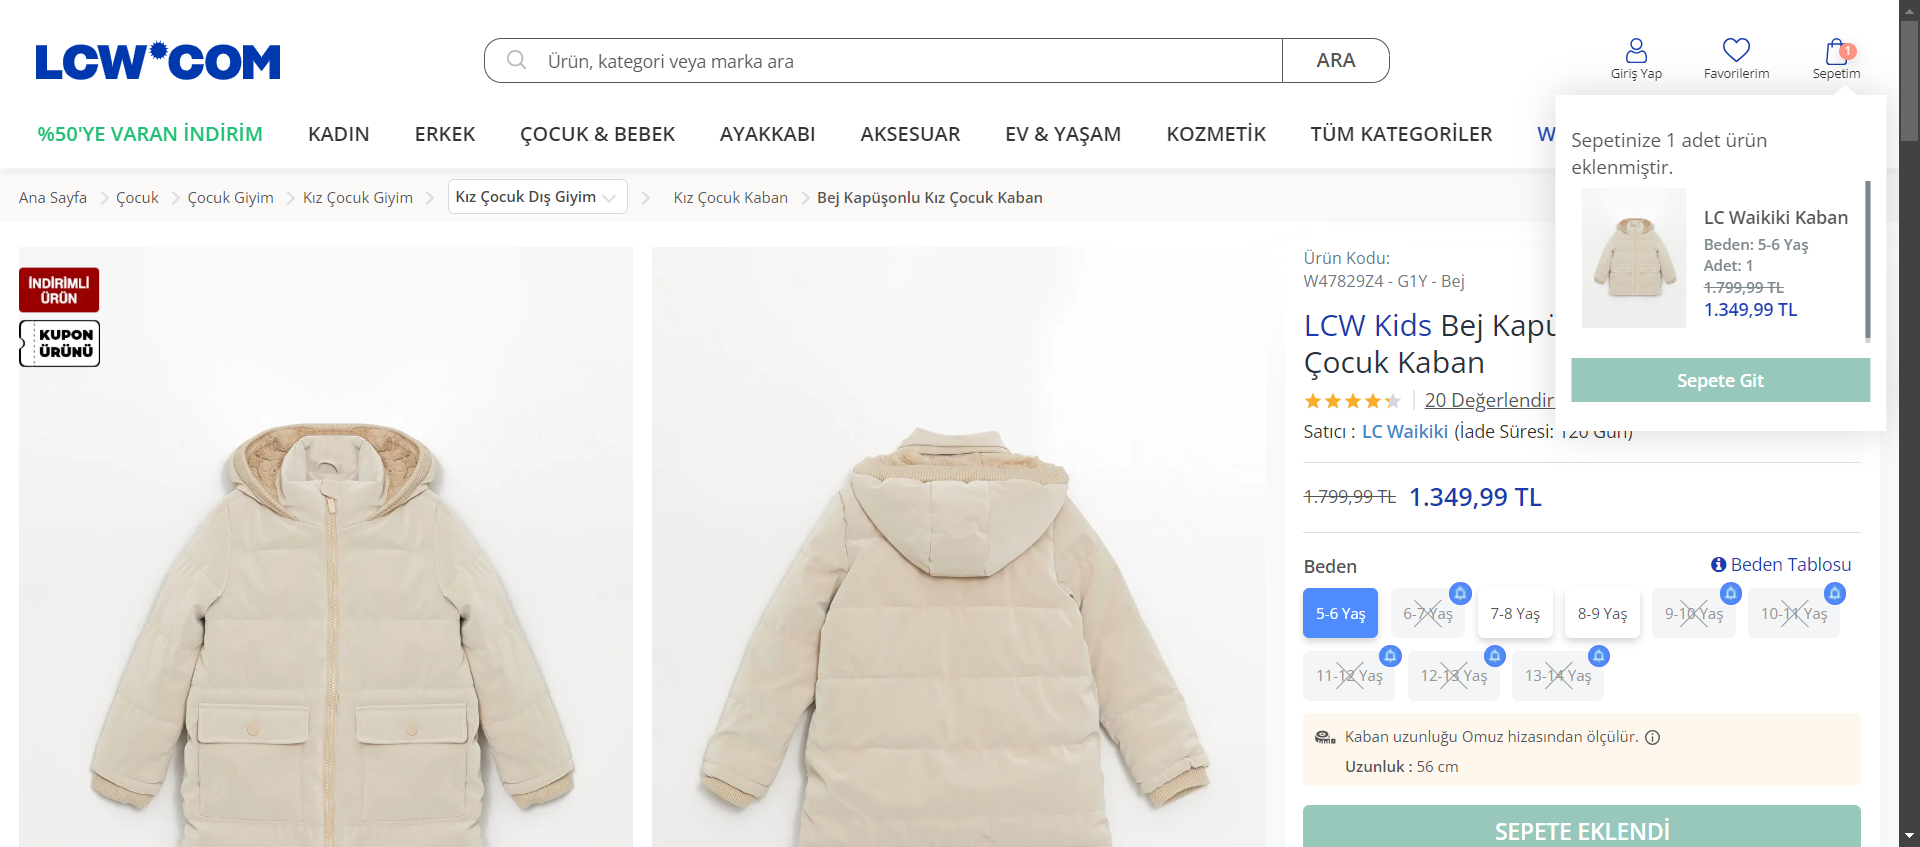 LCW COM
Ürün, kategori veya marka ara
ARA
Giriş Yap
Favorilerim
1
Sepetim
%50'YE VARAN İNDİRİM
KADIN
ERKEK
ÇOCUK & BEBEK
AYAKKABI
AKSESUAR
EV & YAŞAM
KOZMETİK
TÜM KATEGORİLER
W
Sepetinize 1 adet ürün
eklenmiştir.
LC Waikiki Kaban
Beden: 5-6 Yaş
Adet: 1
1.799,99 TL
1.349,99 TL
Sepete Git
Ana Sayfa
Çocuk
Çocuk Giyim
Kız Çocuk Giyim
Kız Çocuk Dış Giyim
Kız Çocuk Kaban
Bej Kapüşonlu Kız Çocuk Kaban
İNDİRİMLİ
ÜRÜN
KUPON
ÜRÜNÜ
Ürün Kodu:
W47829Z4 - G1Y - Bej
LCW Kids Bej Kapü
Çocuk Kaban
20 Değerlendir
Satıcı : LC Waikiki (İade Süresi: 120 Gün)
1.799,99 TL 1.349,99 TL
Beden
Beden Tablosu
5-6 Yaş
6-7 Yaş
7-8 Yaş
8-9 Yaş
9-10 Yaş
10-11 Yaş
11-12 Yaş
12-13 Yaş
13-14 Yaş
Kaban uzunluğu Omuz hizasından ölçülür.
Uzunluk : 56 cm
SEPETE EKLENDİ